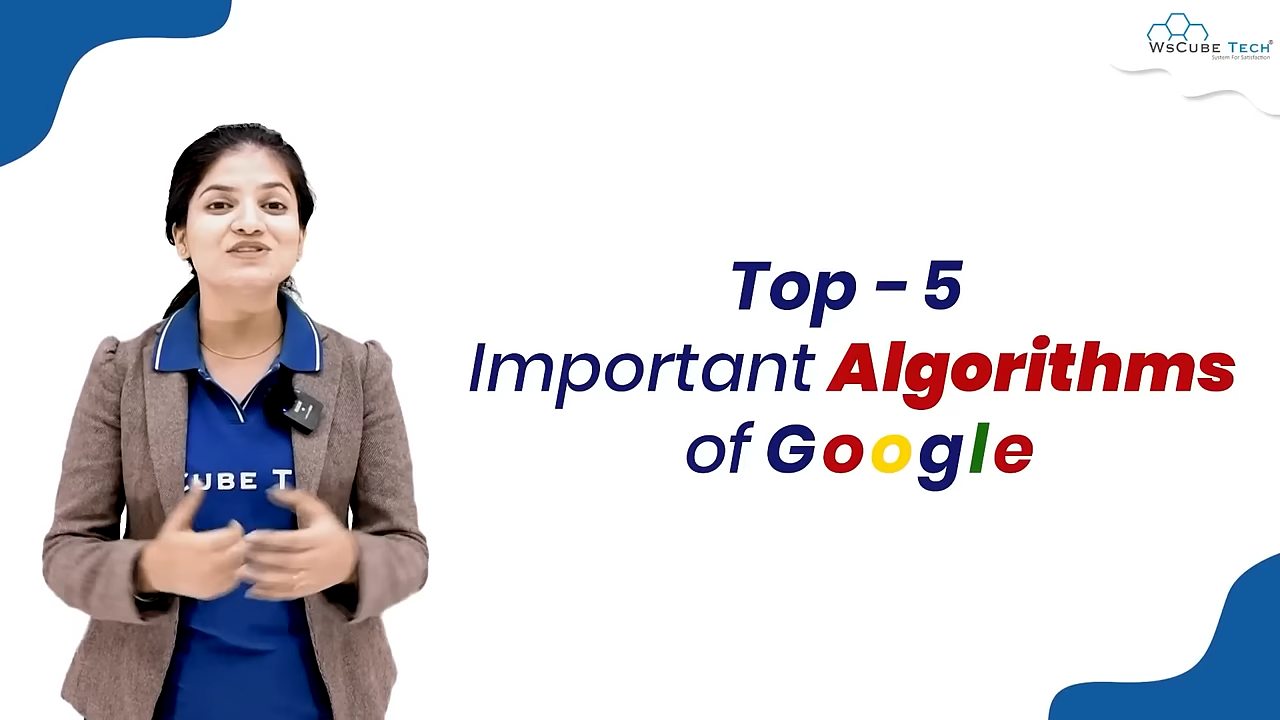 WsCube Tech®
System For Satisfaction
Top - 5
Important Algorithms
of Google
CUBE T